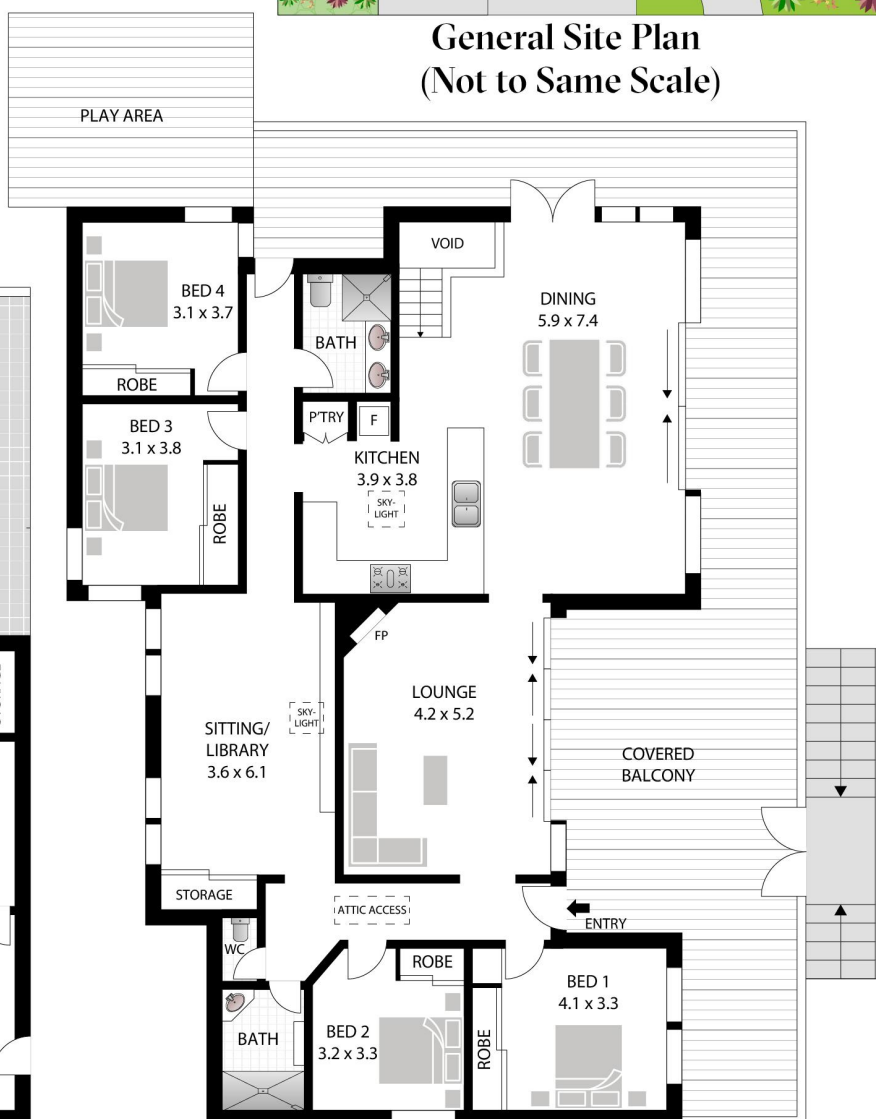 General Site Plan
(Not to Same Scale)
PLAY AREA
VOID
BED 4
3.1 x 3.7
DINING
5.9 x 7.4
BATH
ROBE
P'TRY
F
BED 3
3.1 x 3.8
KITCHEN
3.9 x 3.8
SKY-
LIGHT
ROBE
FP
LOUNGE
4.2 x 5.2
SKY-
LIGHT
SITTING/
LIBRARY
3.6 x 6.1
COVERED
BALCONY
STORAGE
ATTIC ACCESS
ENTRY
WC
ROBE
BED 1
4.1 x 3.3
BATH
BED 2
3.2 x 3.3
ROBE